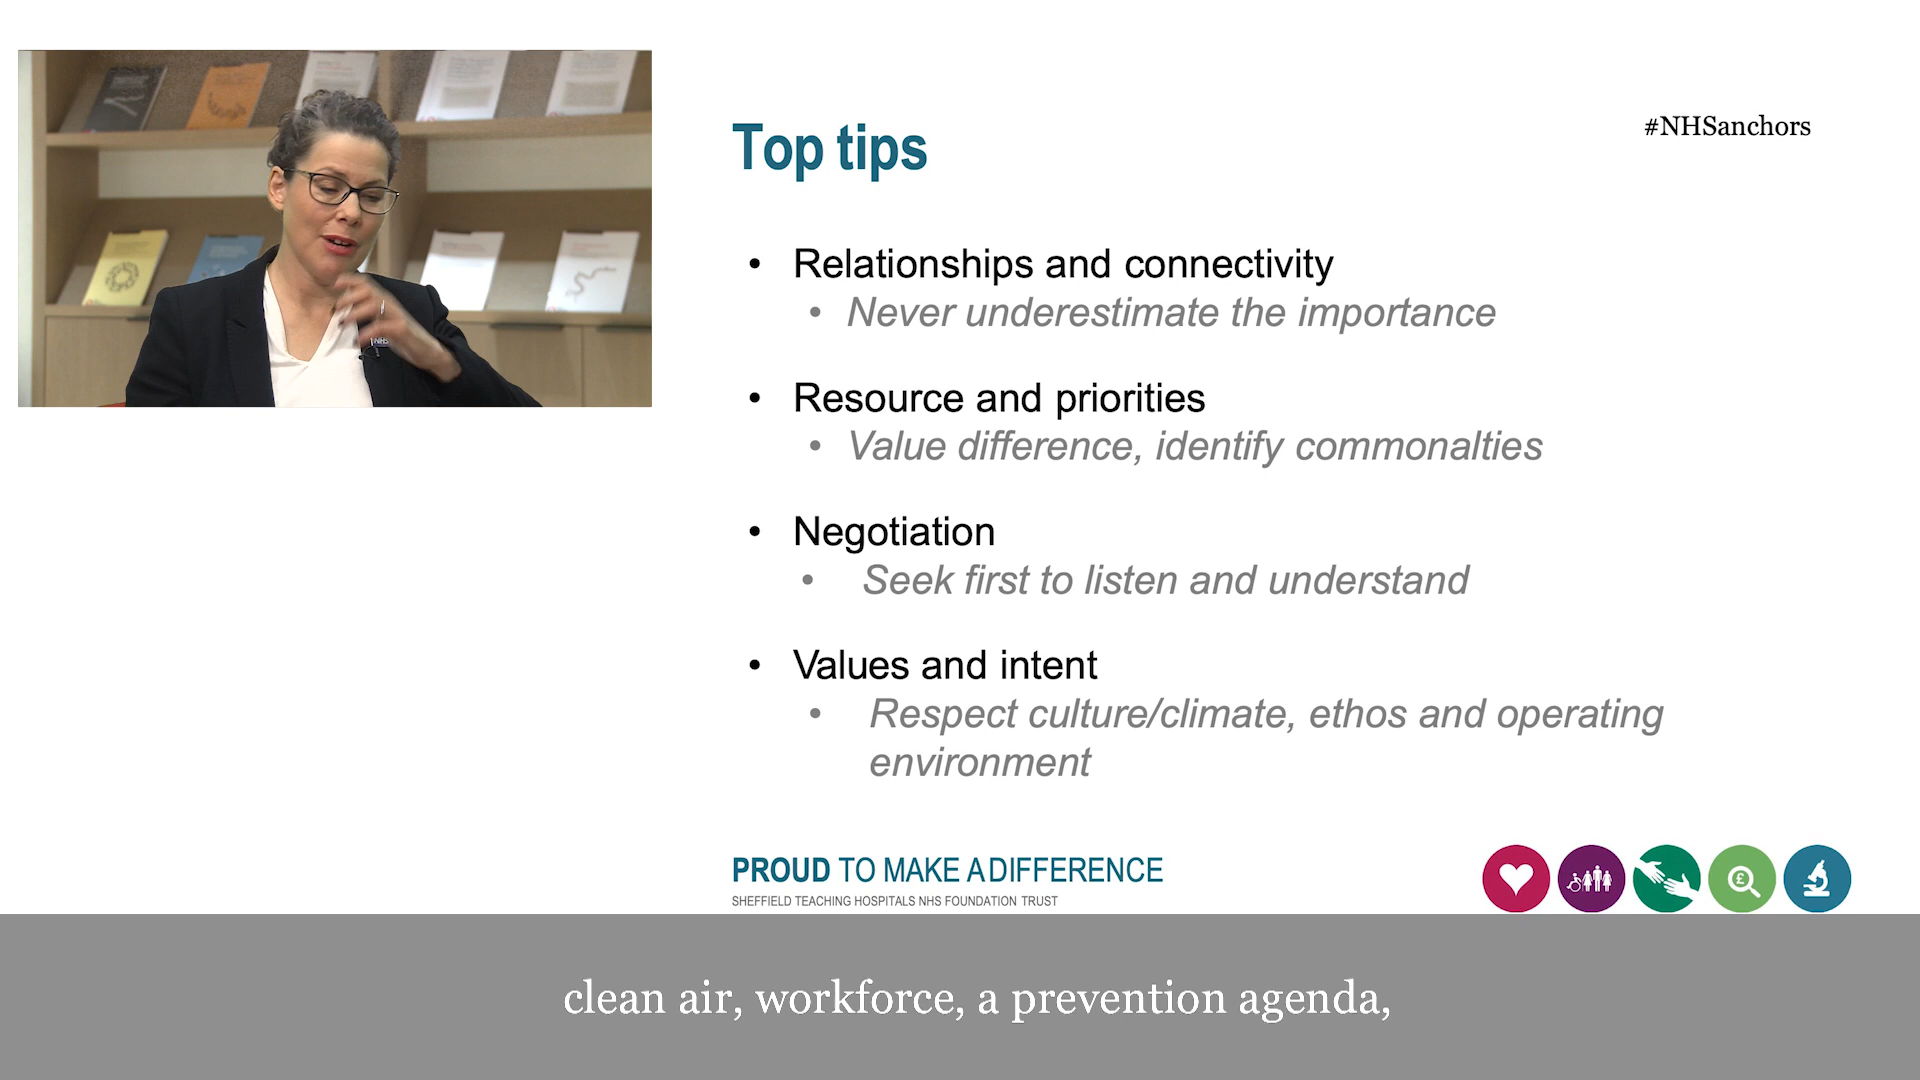 #NHSanchors
Top tips
• Relationships and connectivity
• Never underestimate the importance
• Resource and priorities
• Value difference, identify commonalties
• Negotiation
• Seek first to listen and understand
• Values and intent
• Respect culture/climate, ethos and operating
environment
PROUD TO MAKE A DIFFERENCE
SHEFFIELD TEACHING HOSPITALS NHS FOUNDATION TRUST
clean air, workforce, a prevention agenda,